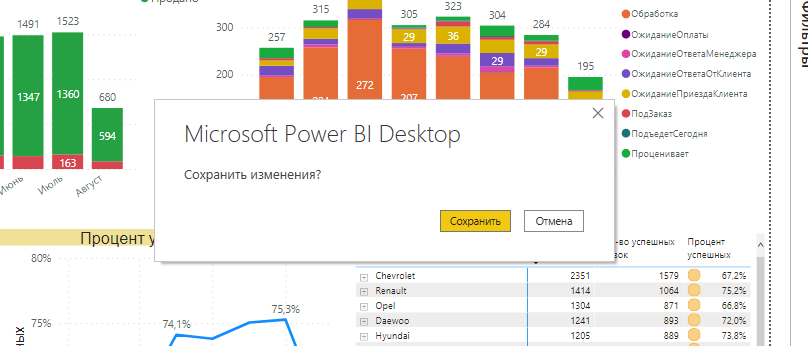 Продано
1491
1523
1347
1360
680
594
163
Июнь
Июль
Август
300
200
257
315
305
323
304
284
195
29
36
29
29
272
207
Обработка
ОжиданиеОплаты
ОжиданиеОтветаМенеджера
ОжиданиеОтветаОтКлиента
ОжиданиеПриездаКлиента
ПодЗаказ
ПодъедетСегодня
Проценивает
Фильтры
Microsoft Power BI Desktop
Сохранить изменения?
Сохранить
Отмена
Процент у
80%
75%
74,1%
75,3%
ных
-во успешных
вок
Процент
успешных
Chevrolet 2351 1579 67,2%
Renault 1414 1064 75,2%
Opel 1304 871 66,8%
Daewoo 1241 893 72,0%
Hyundai 1205 889 73,8%